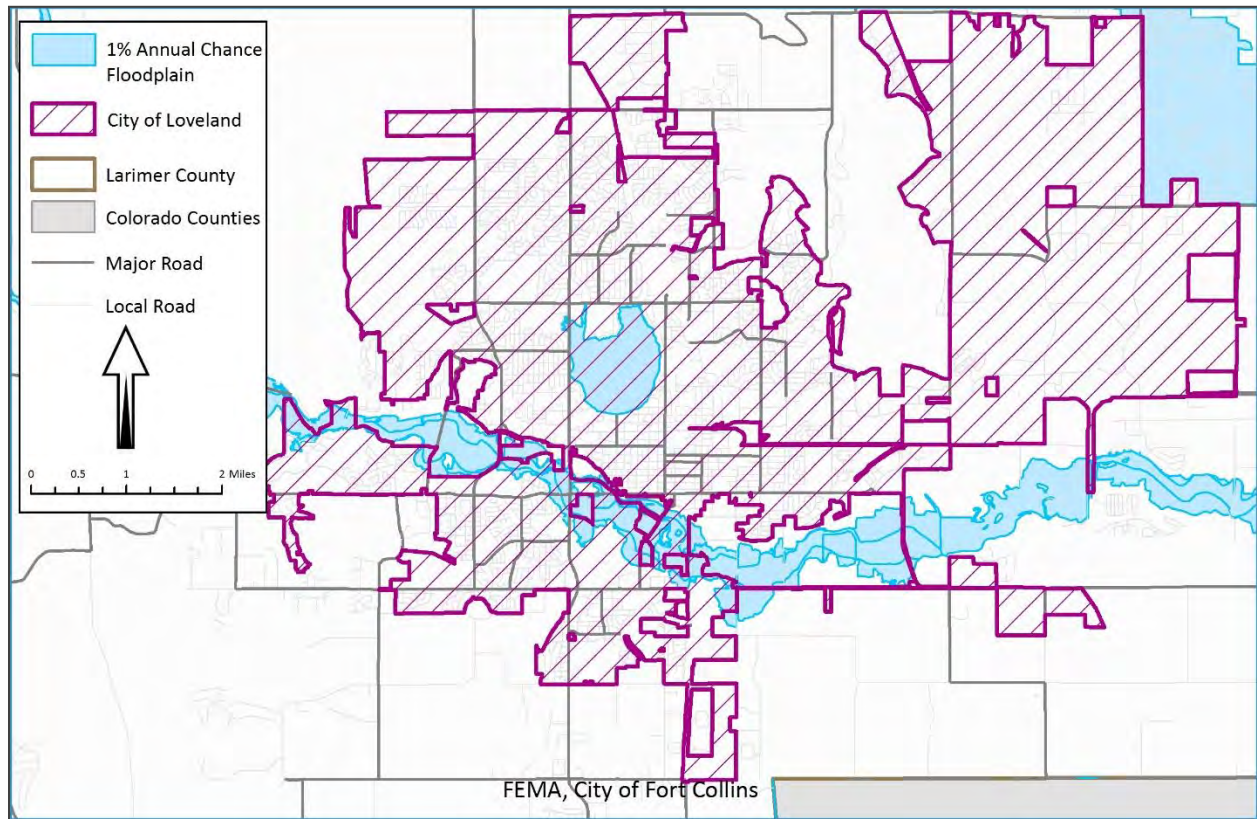 1% Annual Chance
Floodplain
City of Loveland
Larimer County
Colorado Counties
Major Road
Local Road
0 0.5 1 2 Miles
FEMA, City of Fort Collins